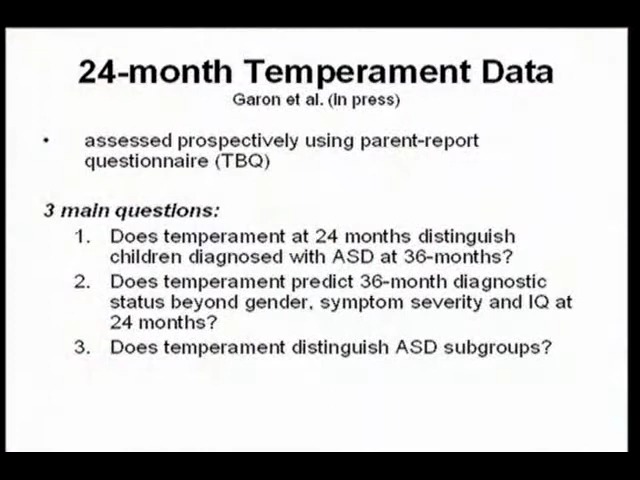 24-month Temperament Data
Garon et al. (In press)
• assessed prospectively using parent-report
questionnaire (TBQ)
3 main questions:
1. Does temperament at 24 months distinguish
children diagnosed with ASD at 36-months?
2. Does temperament predict 36-month diagnostic
status beyond gender, symptom severity and IQ at
24 months?
3. Does temperament distinguish ASD subgroups?